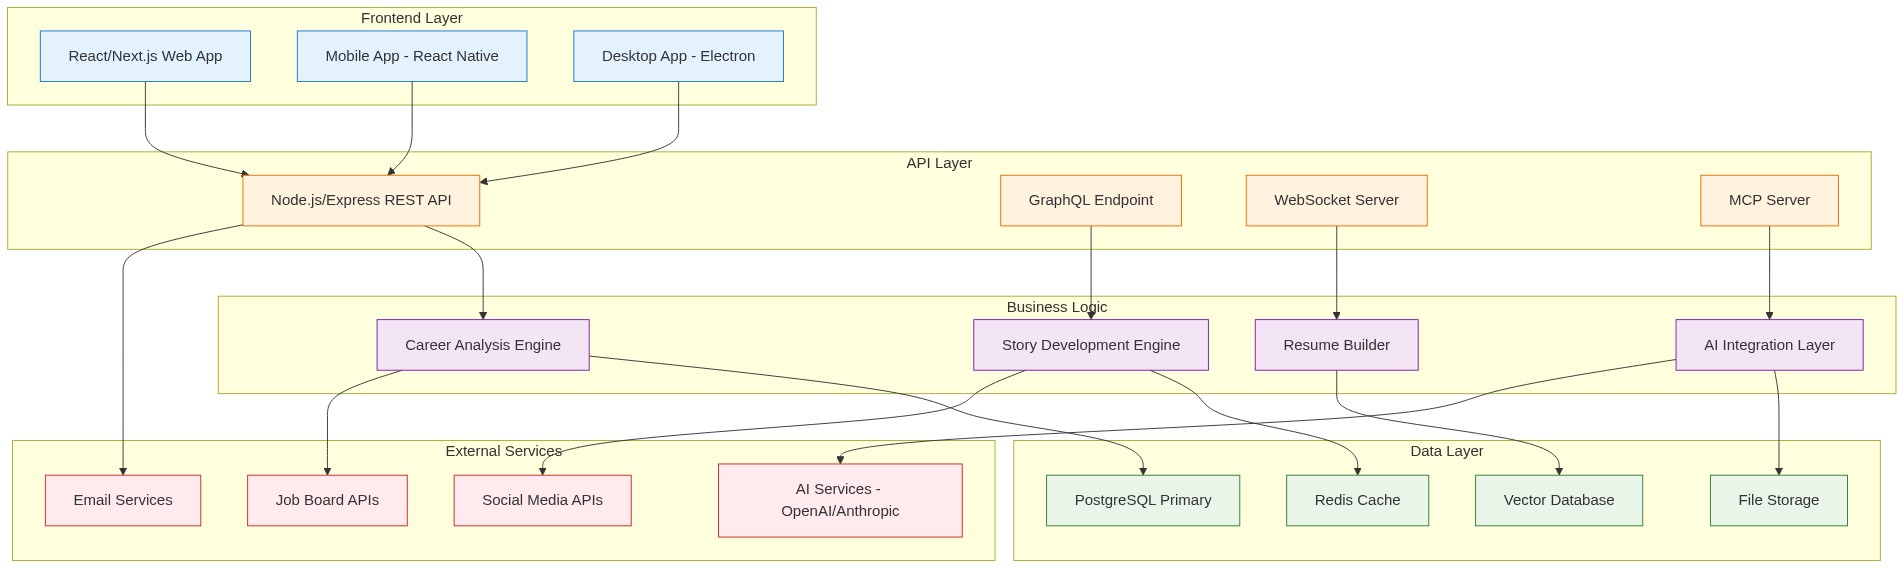 Frontend Layer
React/Next.js Web App
Mobile App - React Native
Desktop App - Electron
API Layer
Node.js/Express REST API
GraphQL Endpoint
WebSocket Server
MCP Server
Business Logic
Career Analysis Engine
Story Development Engine
Resume Builder
AI Integration Layer
External Services
Email Services
Job Board APIs
Social Media APIs
AI Services -
OpenAI/Anthropic
Data Layer
PostgreSQL Primary
Redis Cache
Vector Database
File Storage